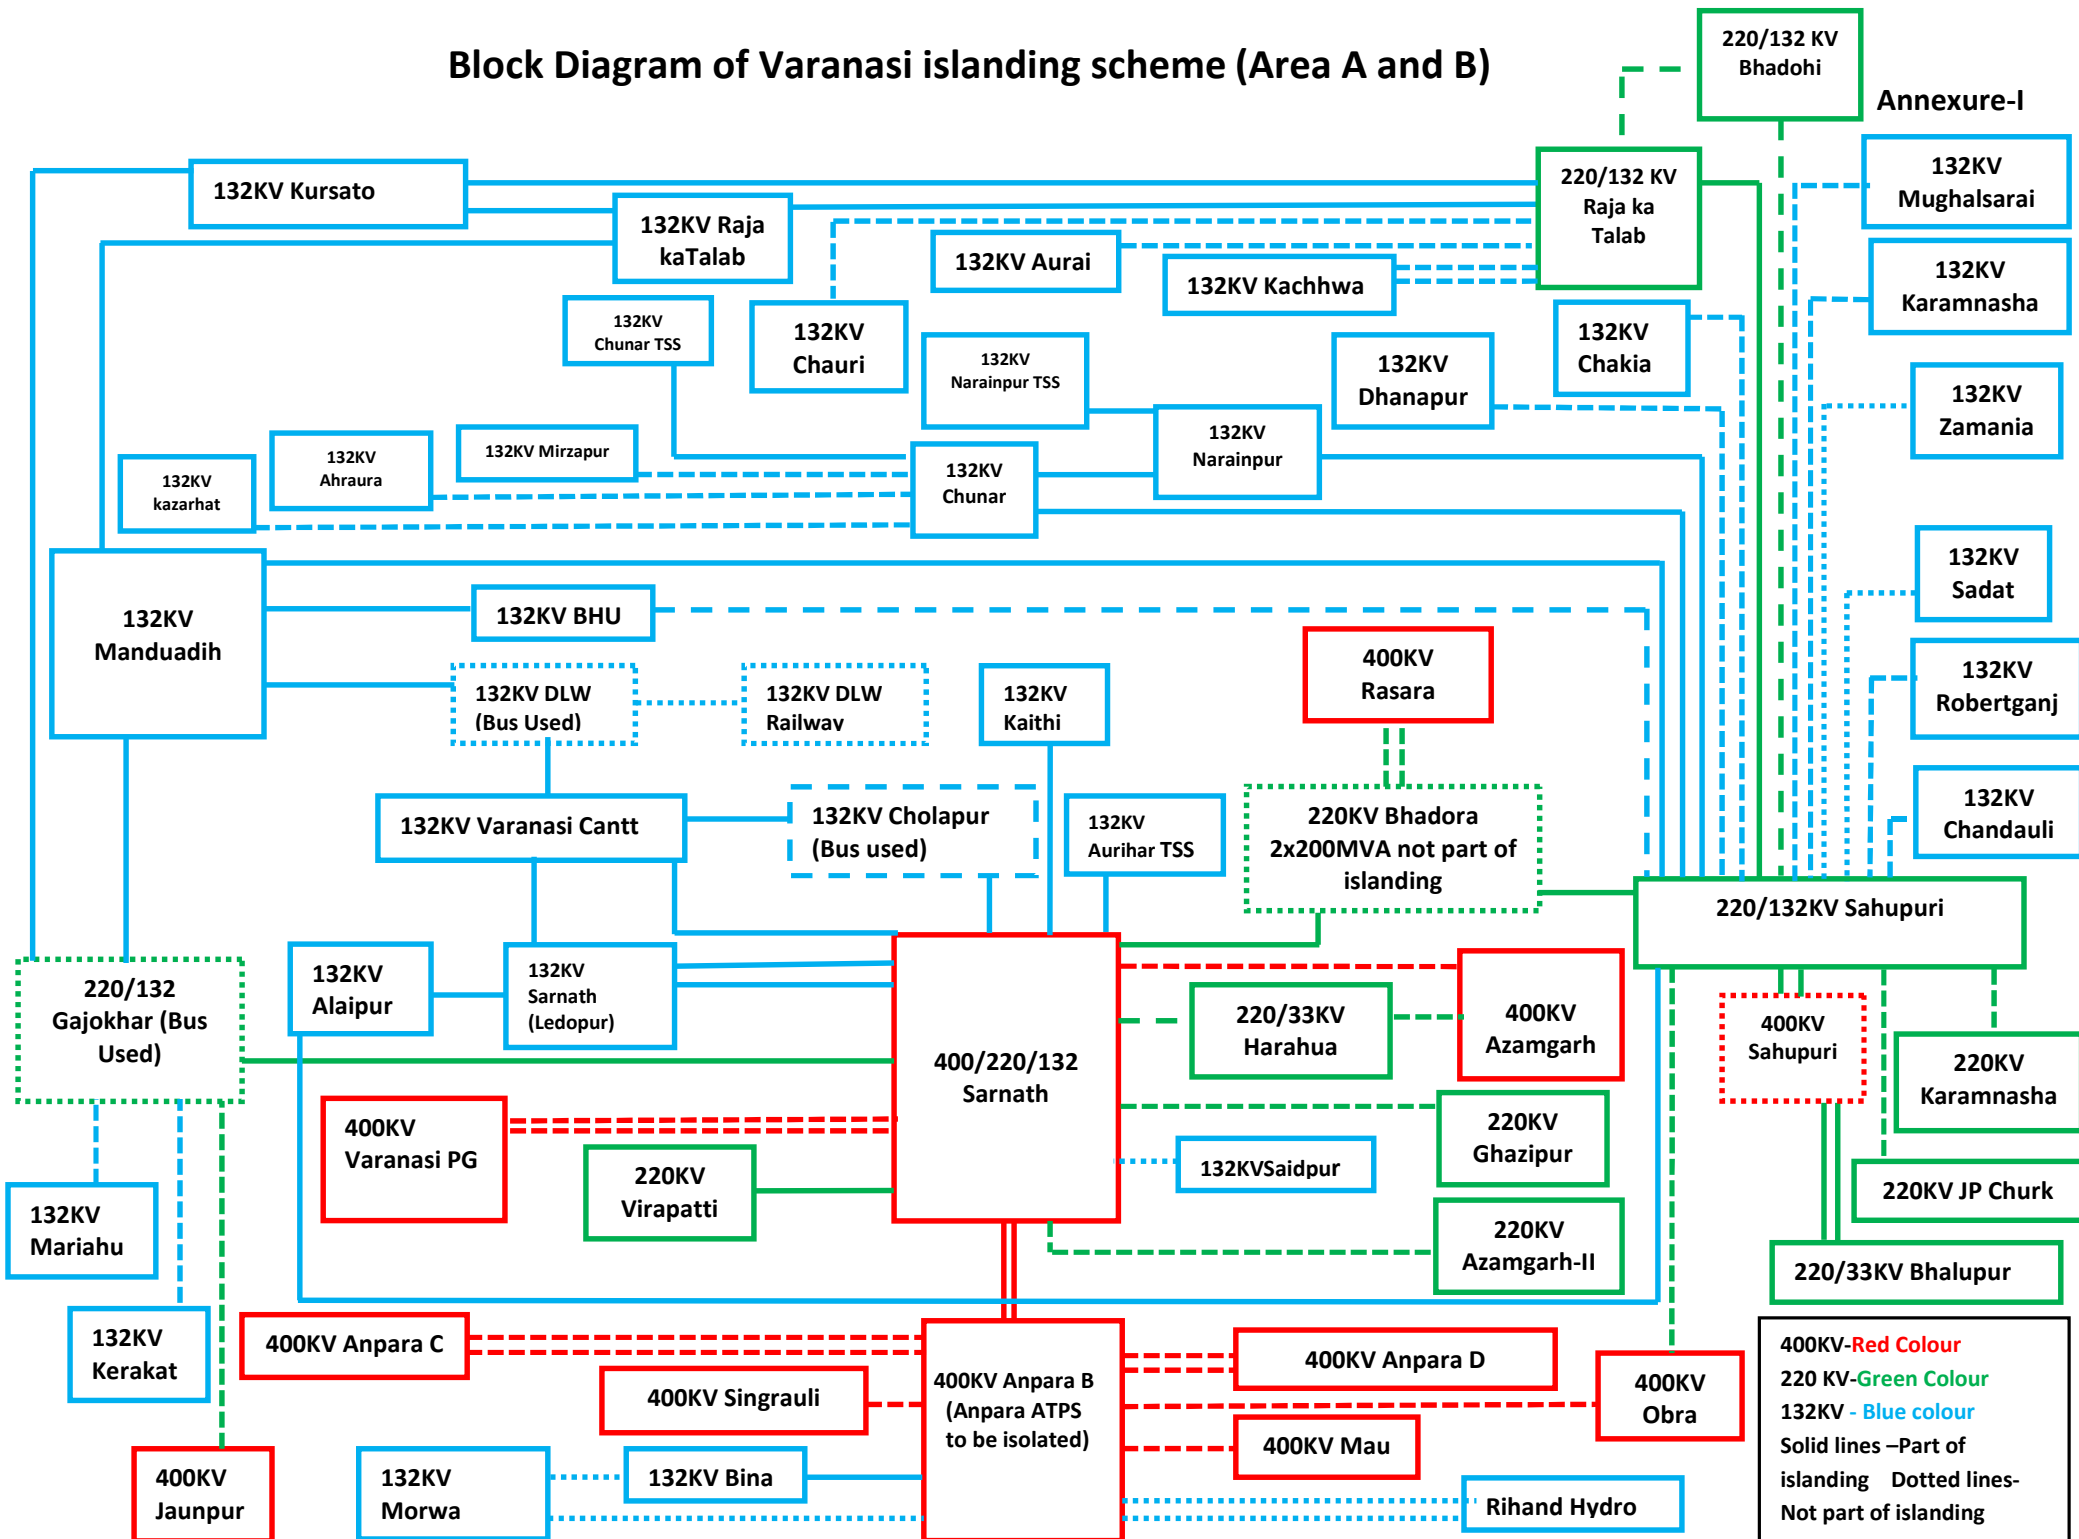 Block Diagram of Varanasi islanding scheme (Area A and B)
220/132 KV
Bhadohi
Annexure-I
132KV Kursato
132KV Raja
kaTalab
220/132 KV
Raja ka
Talab
132KV
Mughalsarai
132KV Aurai
132KV Kachhwa
132KV
Karamnasha
132KV
Chunar TSS
132KV
Chauri
132KV
Narainpur TSS
132KV
Dhanapur
132KV
Chakia
132KV
Zamania
132KV
kazarhat
132KV
Ahraura
132KV Mirzapur
132KV
Chunar
132KV
Narainpur
132KV
Sadat
132KV
Manduadih
132KV BHU
132KV DLW
(Bus Used)
132KV DLW
Railway
132KV
Kaithi
400KV
Rasara
132KV
Robertganj
132KV Varanasi Cantt
132KV Cholapur
(Bus used)
132KV
Aurihar TSS
220KV Bhadora
2x200MVA not part of
islanding
132KV
Chandauli
220/132KV Sahupuri
220/132
Gajokhar (Bus
Used)
132KV
Alaipur
132KV
Sarnath
(Ledopur)
400/220/132
Sarnath
220/33KV
Harahua
400KV
Azamgarh
400KV
Sahupuri
220KV
Karamnasha
400KV
Varanasi PG
220KV
Virapatti
220KV
Ghazipur
132KVSaidpur
220KV JP Churk
132KV
Mariahu
220KV
Azamgarh-II
220/33KV Bhalupur
132KV
Kerakat
400KV Anpara C
400KV Singrauli
400KV Anpara B
(Anpara ATPS
to be isolated)
400KV Anpara D
400KV
Obra
400KV Mau
400KV
Jaunpur
132KV
Morwa
132KV Bina
Rihand Hydro
400KV-Red Colour
220 KV-Green Colour
132KV - Blue colour
Solid lines –Part of
islanding Dotted lines-
Not part of islanding